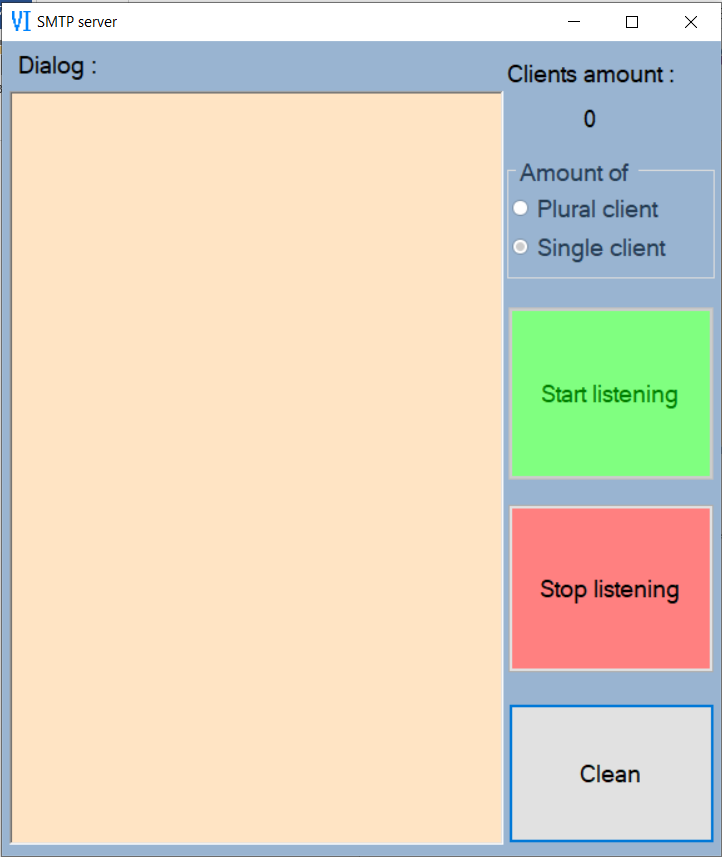 VI SMTP server
Dialog :
Clients amount :
0
Amount of
Plural client
Single client
Start listening
Stop listening
Clean